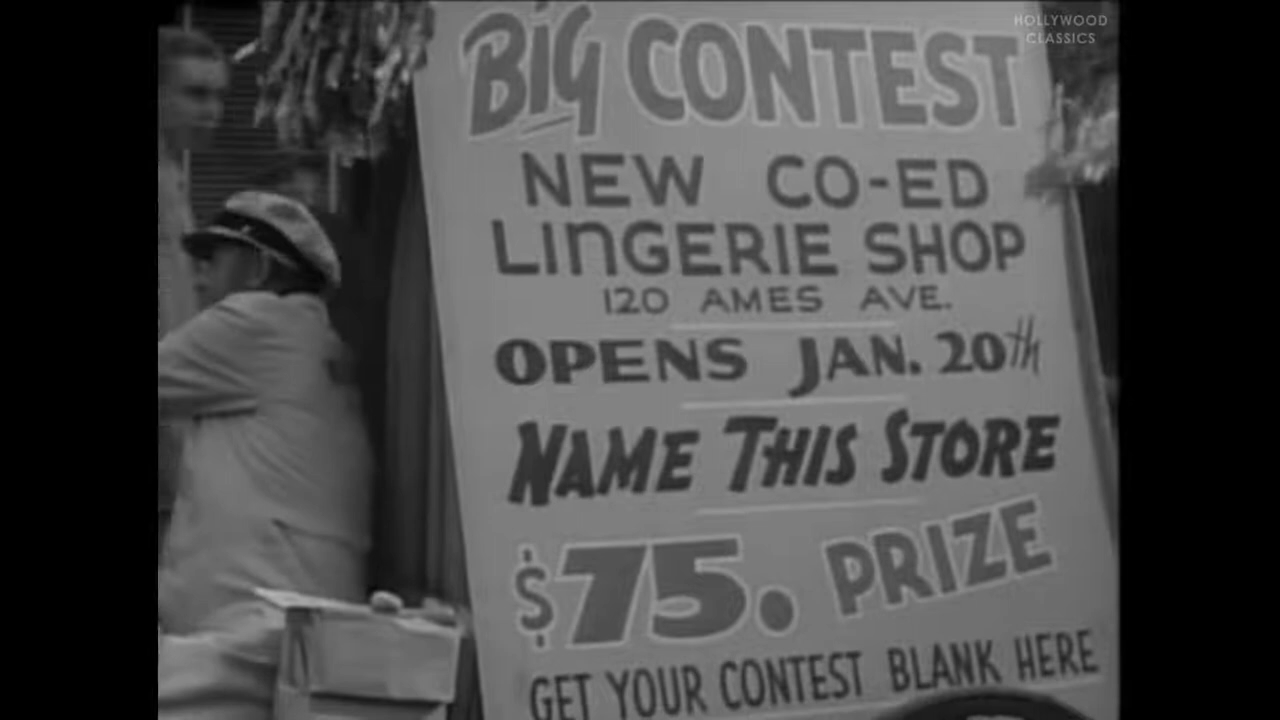 HOLLYWOOD
CLASSICS
BIG CONTEST
NEW CO-ED
LINGERIE SHOP
120 AMES AVE.
OPENS JAN. 20th
NAME THIS STORE
$75. PRIZE
GET YOUR CONTEST BLANK HERE